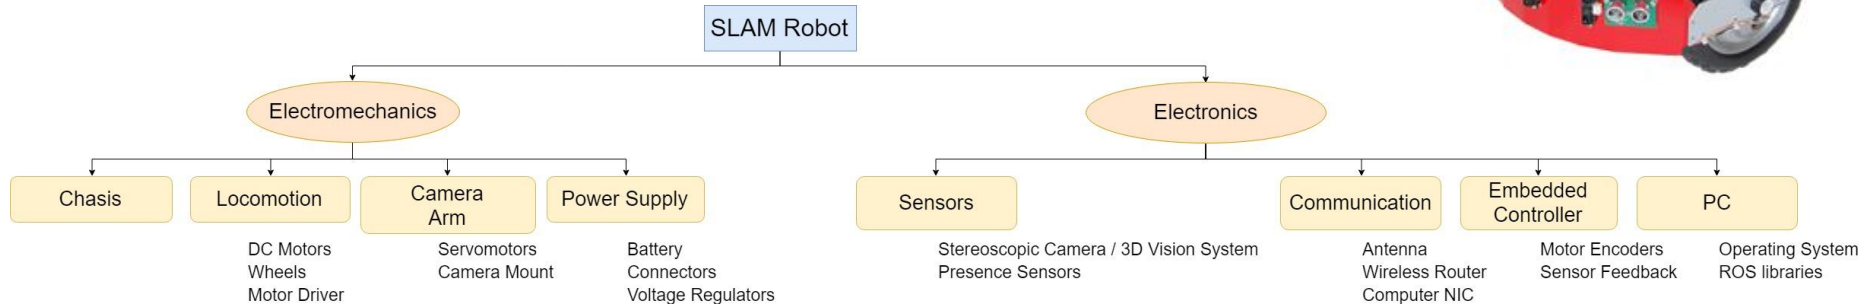 SLAM Robot
Electromechanics
Electronics
Chasis
Locomotion
Camera
Arm
Power Supply
Sensors
Communication
Embedded
Controller
PC
DC Motors
Wheels
Motor Driver
Servomotors
Camera Mount
Battery
Connectors
Voltage Regulators
Stereoscopic Camera / 3D Vision System
Presence Sensors
Antenna
Wireless Router
Computer NIC
Motor Encoders
Sensor Feedback
Operating System
ROS libraries